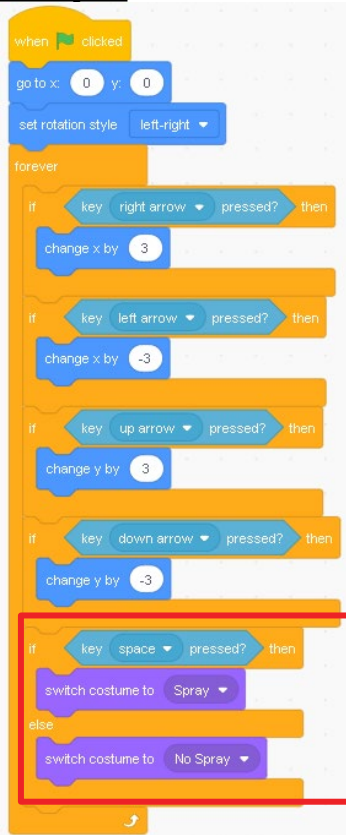 when clicked
go to x: 0 y: 0
set rotation style left-right
forever
if key right arrow pressed? then
change x by 3
if key left arrow pressed? then
change x by -3
if key up arrow pressed? then
change y by 3
if key down arrow pressed? then
change y by -3
if key space pressed? then
switch costume to Spray
else
switch costume to No Spray